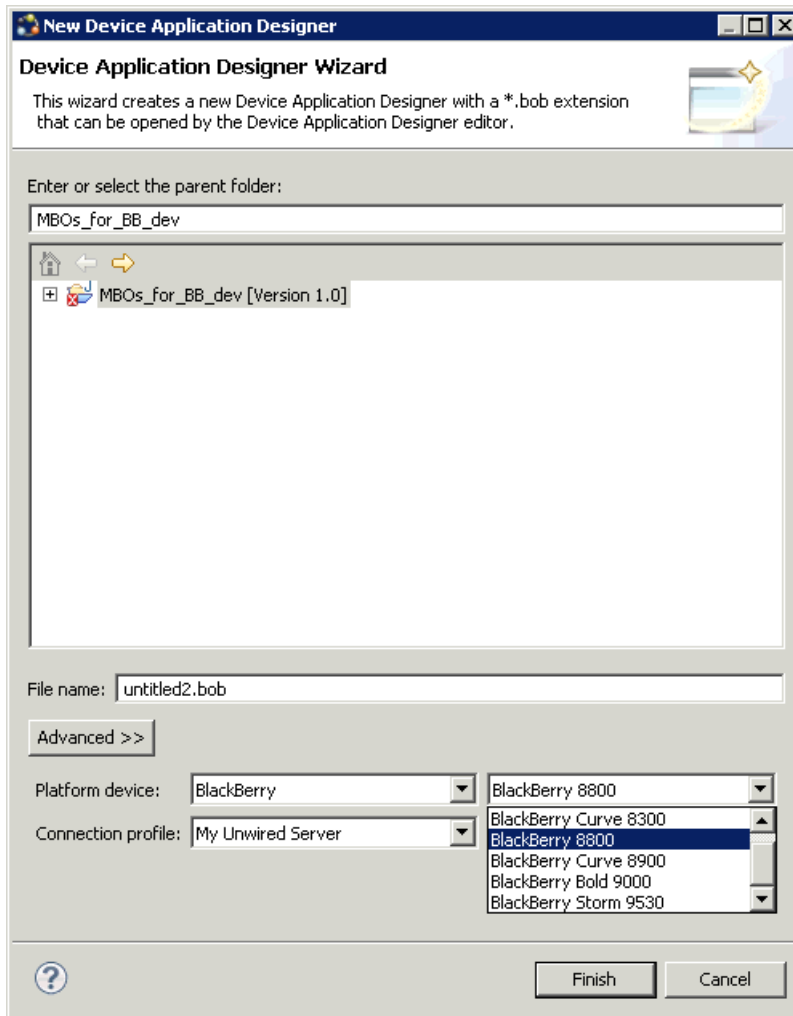 New Device Application Designer
Device Application Designer Wizard
This wizard creates a new Device Application Designer with a *.bob extension
that can be opened by the Device Application Designer editor.
Enter or select the parent folder:
MBOs_for_BB_dev
MBOs_for_BB_dev [Version 1.0]
File name: untitled2.bob
Advanced >>
Platform device: BlackBerry BlackBerry 8800
Connection profile: My Unwired Server
BlackBerry Curve 8300
BlackBerry 8800
BlackBerry Curve 8900
BlackBerry Bold 9000
BlackBerry Storm 9530
? Finish Cancel